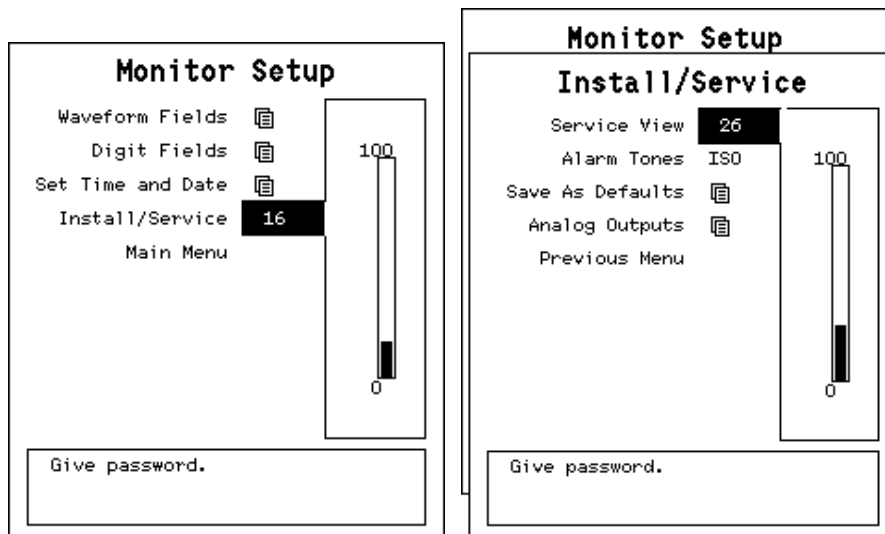 Monitor Setup
Waveform Fields
Digit Fields
Set Time and Date
Install/Service 16
Main Menu
100
0
Give password.
Monitor Setup
Install/Service
Service View 26
Alarm Tones ISO
Save As Defaults
Analog Outputs
Previous Menu
100
0
Give password.